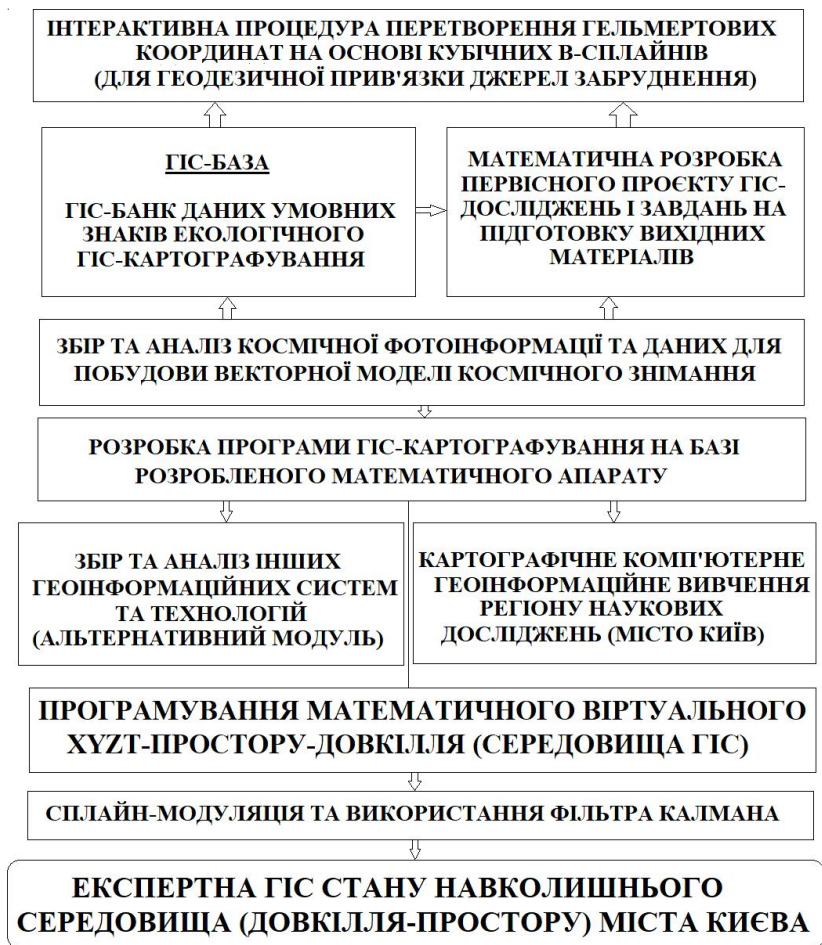 ІНТЕРАКТИВНА ПРОЦЕДУРА ПЕРЕТВОРЕННЯ ГЕЛЬМЕРТОВИХ
КООРДИНАТ НА ОСНОВІ КУБІЧНИХ В-СПЛАЙНІВ
(ДЛЯ ГЕОДЕЗИЧНОЇ ПРИВ'ЯЗКИ ДЖЕРЕЛ ЗАБРУДНЕННЯ)
ГІС-БАЗА
ГІС-БАНК ДАНИХ УМОВНИХ
ЗНАКІВ ЕКОЛОГІЧНОГО
ГІС-КАРТОГРАФУВАННЯ
МАТЕМАТИЧНА РОЗРОБКА
ПЕРВІСНОГО ПРОЄКТУ ГІС-
ДОСЛІДЖЕНЬ І ЗАВДАНЬ НА
ПІДГОТОВКУ ВИХІДНИХ
МАТЕРІАЛІВ
ЗБІР ТА АНАЛІЗ КОСМІЧНОЇ ФОТОІНФОРМАЦІЇ ТА ДАНИХ ДЛЯ
ПОБУДОВИ ВЕКТОРНОЇ МОДЕЛІ КОСМІЧНОГО ЗНІМАННЯ
РОЗРОБКА ПРОГРАМИ ГІС-КАРТОГРАФУВАННЯ НА БАЗІ
РОЗРОБЛЕНОГО МАТЕМАТИЧНОГО АПАРАТУ
ЗБІР ТА АНАЛІЗ ІНШИХ
ГЕОІНФОРМАЦІЙНИХ СИСТЕМ
ТА ТЕХНОЛОГІЙ
(АЛЬТЕРНАТИВНИЙ МОДУЛЬ)
КАРТОГРАФІЧНЕ КОМП'ЮТЕРНЕ
ГЕОІНФОРМАЦІЙНЕ ВИВЧЕННЯ
РЕГІОНУ НАУКОВИХ
ДОСЛІДЖЕНЬ (МІСТО КИЇВ)
ПРОГРАМУВАННЯ МАТЕМАТИЧНОГО ВІРТУАЛЬНОГО
XYZT-ПРОСТОРУ-ДОВКІЛЛЯ (СЕРЕДОВИЩА ГІС)
СПЛАЙН-МОДУЛЯЦІЯ ТА ВИКОРИСТАННЯ ФІЛЬТРА КАЛМАНА
ЕКСПЕРТНА ГІС СТАНУ НАВКОЛИШНЬОГО
СЕРЕДОВИЩА (ДОВКІЛЛЯ-ПРОСТОРУ) МІСТА КИЄВА